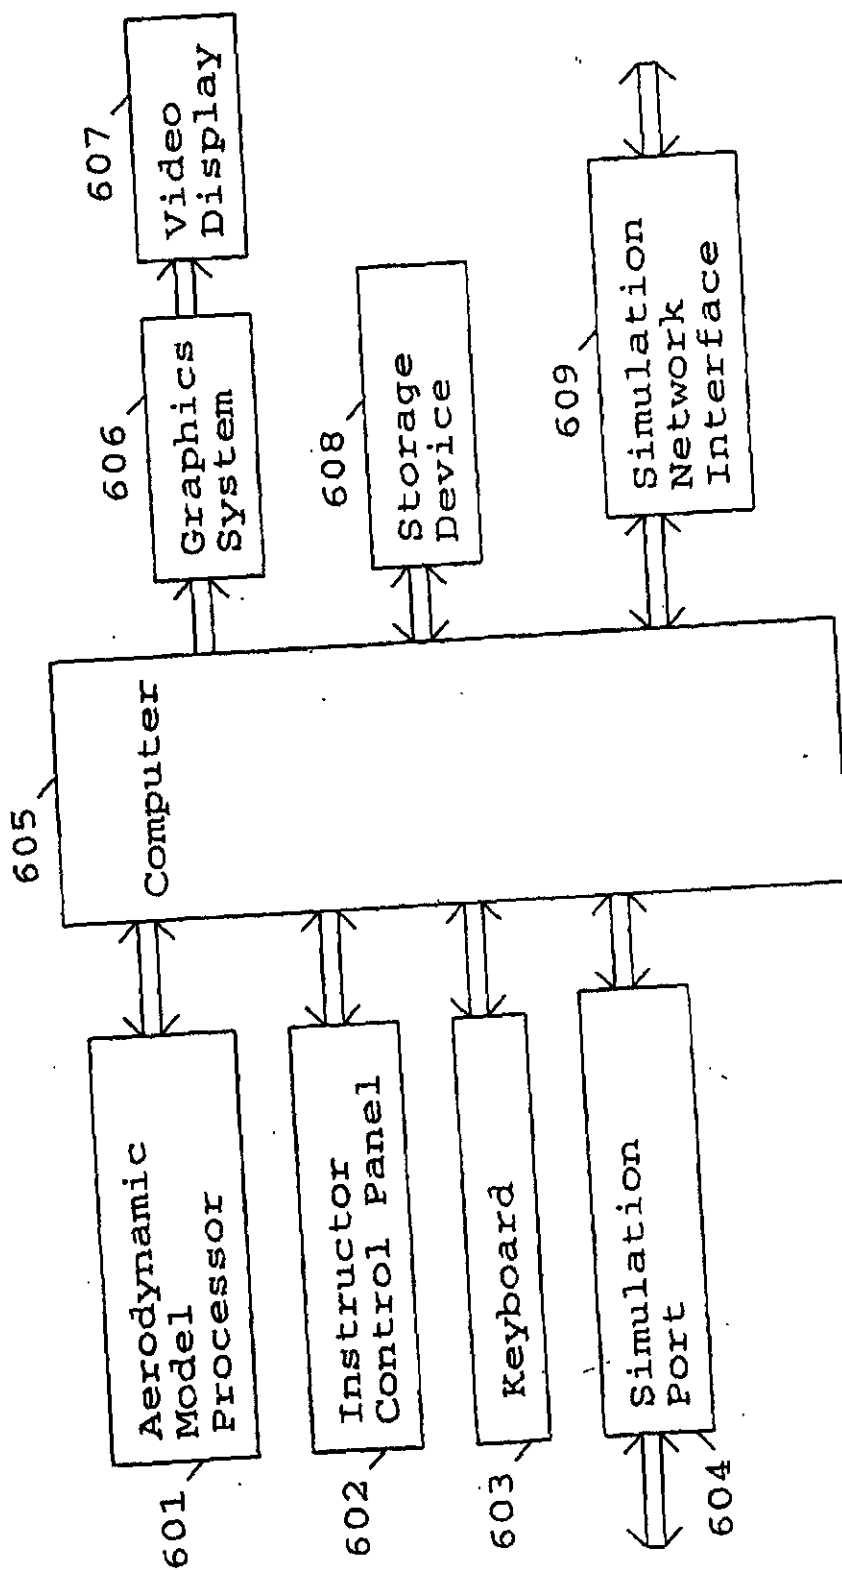 601
Aerodynamic
Model
Processor
602
Instructor
Control Panel
603
Keyboard
604
Simulation
Port
605
Computer
606
Graphics
System
607
Video
Display
608
Storage
Device
609
Simulation
Network
Interface